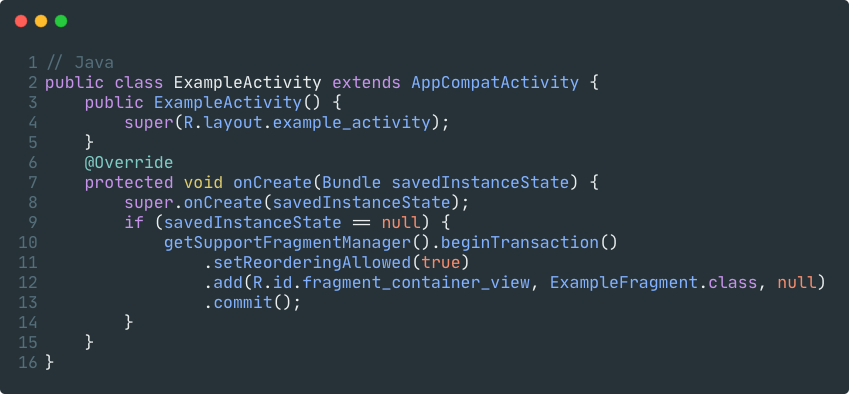 1 // Java
2 public class ExampleActivity extends AppCompatActivity {
3     public ExampleActivity() {
4         super(R.layout.example_activity);
5     }
6     @Override
7     protected void onCreate(Bundle savedInstanceState) {
8         super.onCreate(savedInstanceState);
9         if (savedInstanceState == null) {
10             getSupportFragmentManager().beginTransaction()
11                 .setReorderingAllowed(true)
12                 .add(R.id.fragment_container_view, ExampleFragment.class, null)
13                 .commit();
14         }
15     }
16 }